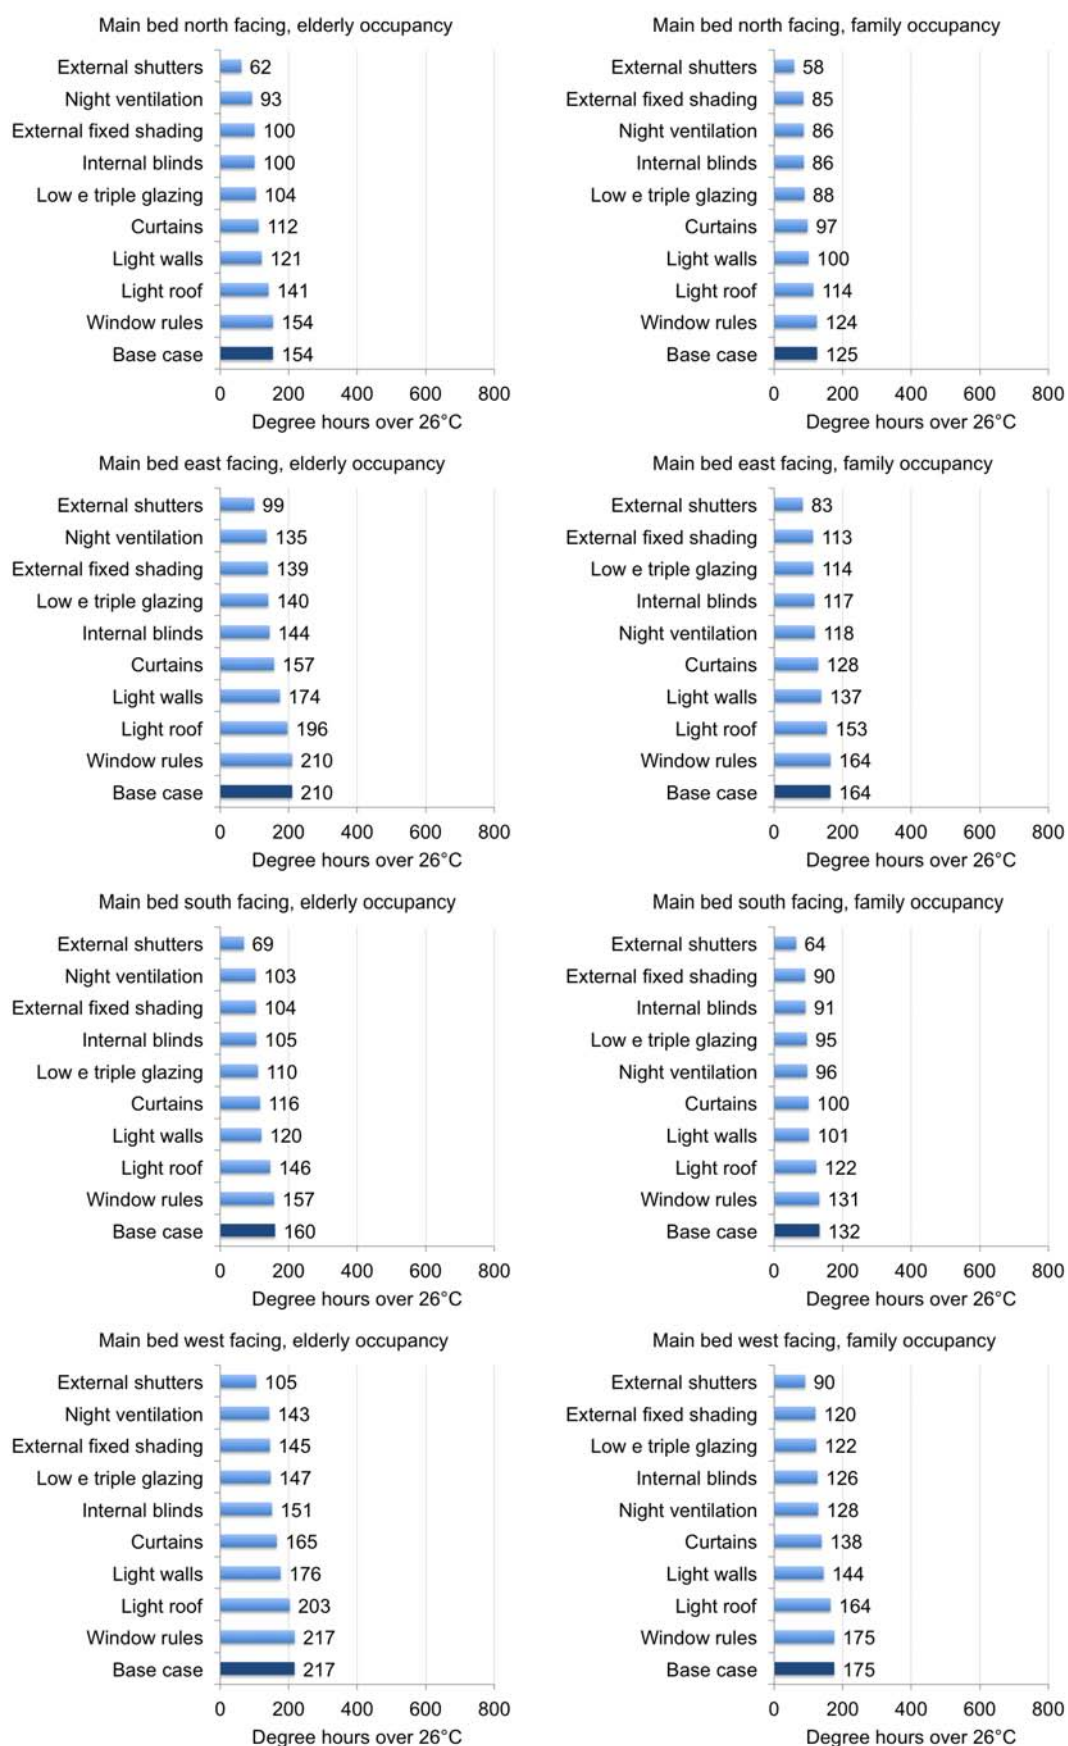 Main bed north facing, elderly occupancy
External shutters 62
Night ventilation 93
External fixed shading 100
Internal blinds 100
Low e triple glazing 104
Curtains 112
Light walls 121
Light roof 141
Window rules 154
Base case 154
0 200 400 600 800
Degree hours over 26°C
Main bed north facing, family occupancy
External shutters 58
External fixed shading 85
Night ventilation 86
Internal blinds 86
Low e triple glazing 88
Curtains 97
Light walls 100
Light roof 114
Window rules 124
Base case 125
0 200 400 600 800
Degree hours over 26°C
Main bed east facing, elderly occupancy
External shutters 99
Night ventilation 135
External fixed shading 139
Low e triple glazing 140
Internal blinds 144
Curtains 157
Light walls 174
Light roof 196
Window rules 210
Base case 210
0 200 400 600 800
Degree hours over 26°C
Main bed east facing, family occupancy
External shutters 83
External fixed shading 113
Low e triple glazing 114
Internal blinds 117
Night ventilation 118
Curtains 128
Light walls 137
Light roof 153
Window rules 164
Base case 164
0 200 400 600 800
Degree hours over 26°C
Main bed south facing, elderly occupancy
External shutters 69
Night ventilation 103
External fixed shading 104
Internal blinds 105
Low e triple glazing 110
Curtains 116
Light walls 120
Light roof 146
Window rules 157
Base case 160
0 200 400 600 800
Degree hours over 26°C
Main bed south facing, family occupancy
External shutters 64
External fixed shading 90
Internal blinds 91
Low e triple glazing 95
Night ventilation 96
Curtains 100
Light walls 101
Light roof 122
Window rules 131
Base case 132
0 200 400 600 800
Degree hours over 26°C
Main bed west facing, elderly occupancy
External shutters 105
Night ventilation 143
External fixed shading 145
Low e triple glazing 147
Internal blinds 151
Curtains 165
Light walls 176
Light roof 203
Window rules 217
Base case 217
0 200 400 600 800
Degree hours over 26°C
Main bed west facing, family occupancy
External shutters 90
External fixed shading 120
Low e triple glazing 122
Internal blinds 126
Night ventilation 128
Curtains 138
Light walls 144
Light roof 164
Window rules 175
Base case 175
0 200 400 600 800
Degree hours over 26°C